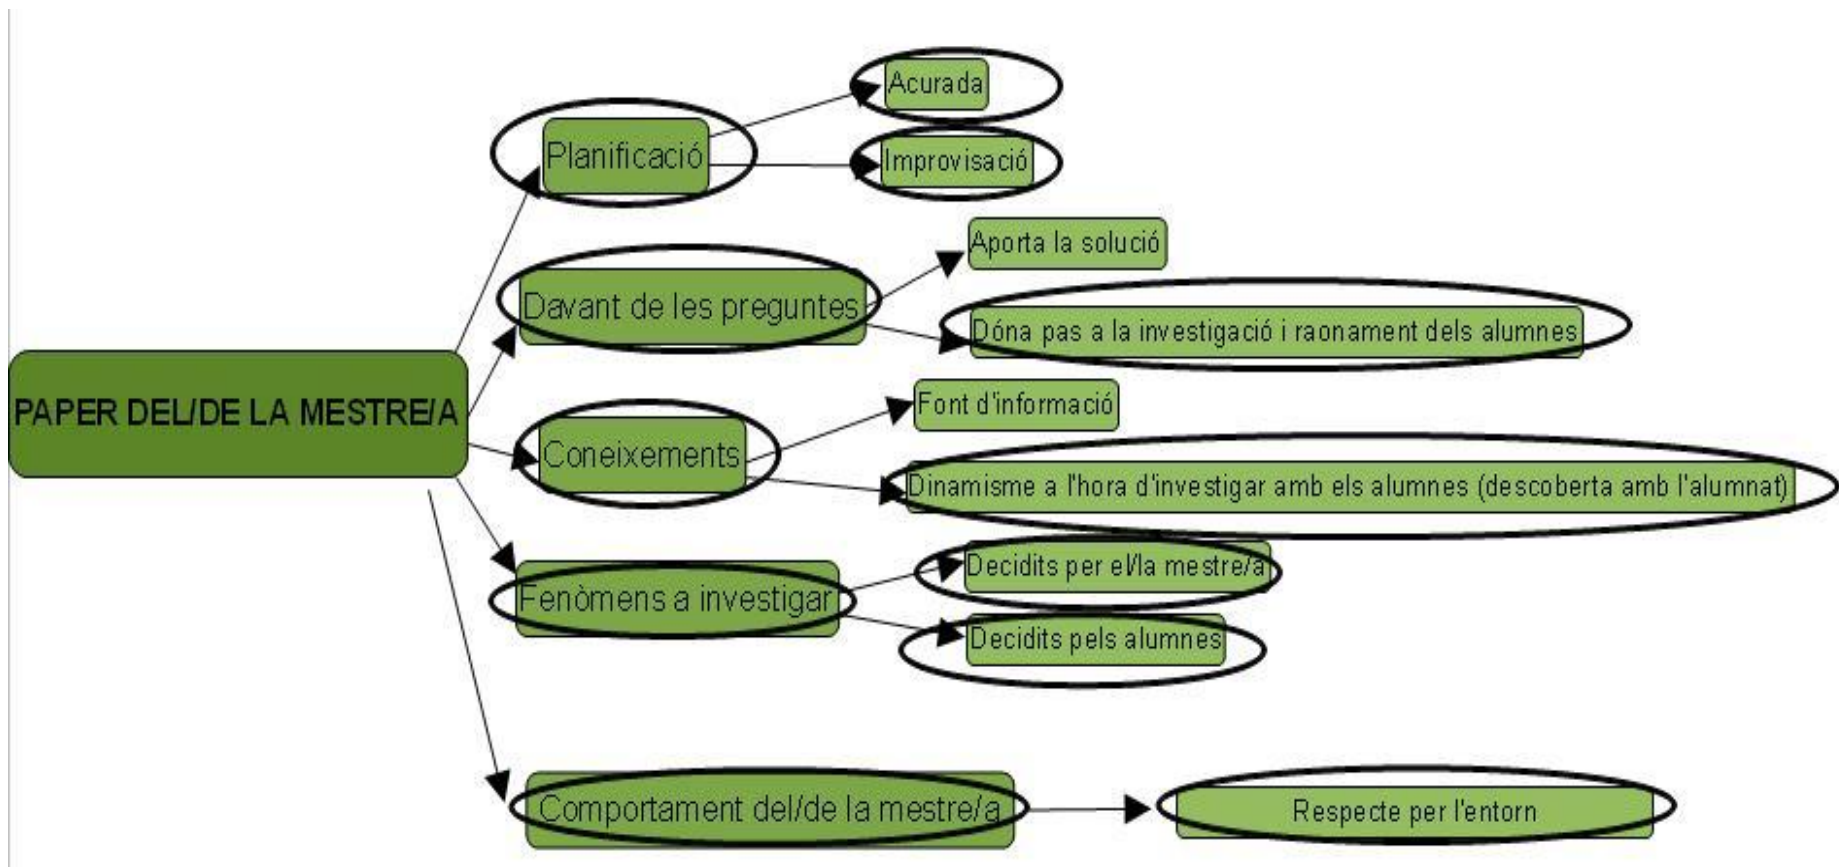 Acurada
Planificació
Improvisació
Aporta la solució
Davant de les preguntes
Dóna pas a la investigació i raonament dels alumnes
PAPER DEL/DE LA MESTRE/A
Font d'informació
Coneixements
Dinamisme a l'hora d'investigar amb els alumnes (descoberta amb l'alumnat)
Decidits per el/la mestre/a
Fenòmens a investigar
Decidits pels alumnes
Comportament del/de la mestre/a
Respecte per l'entorn